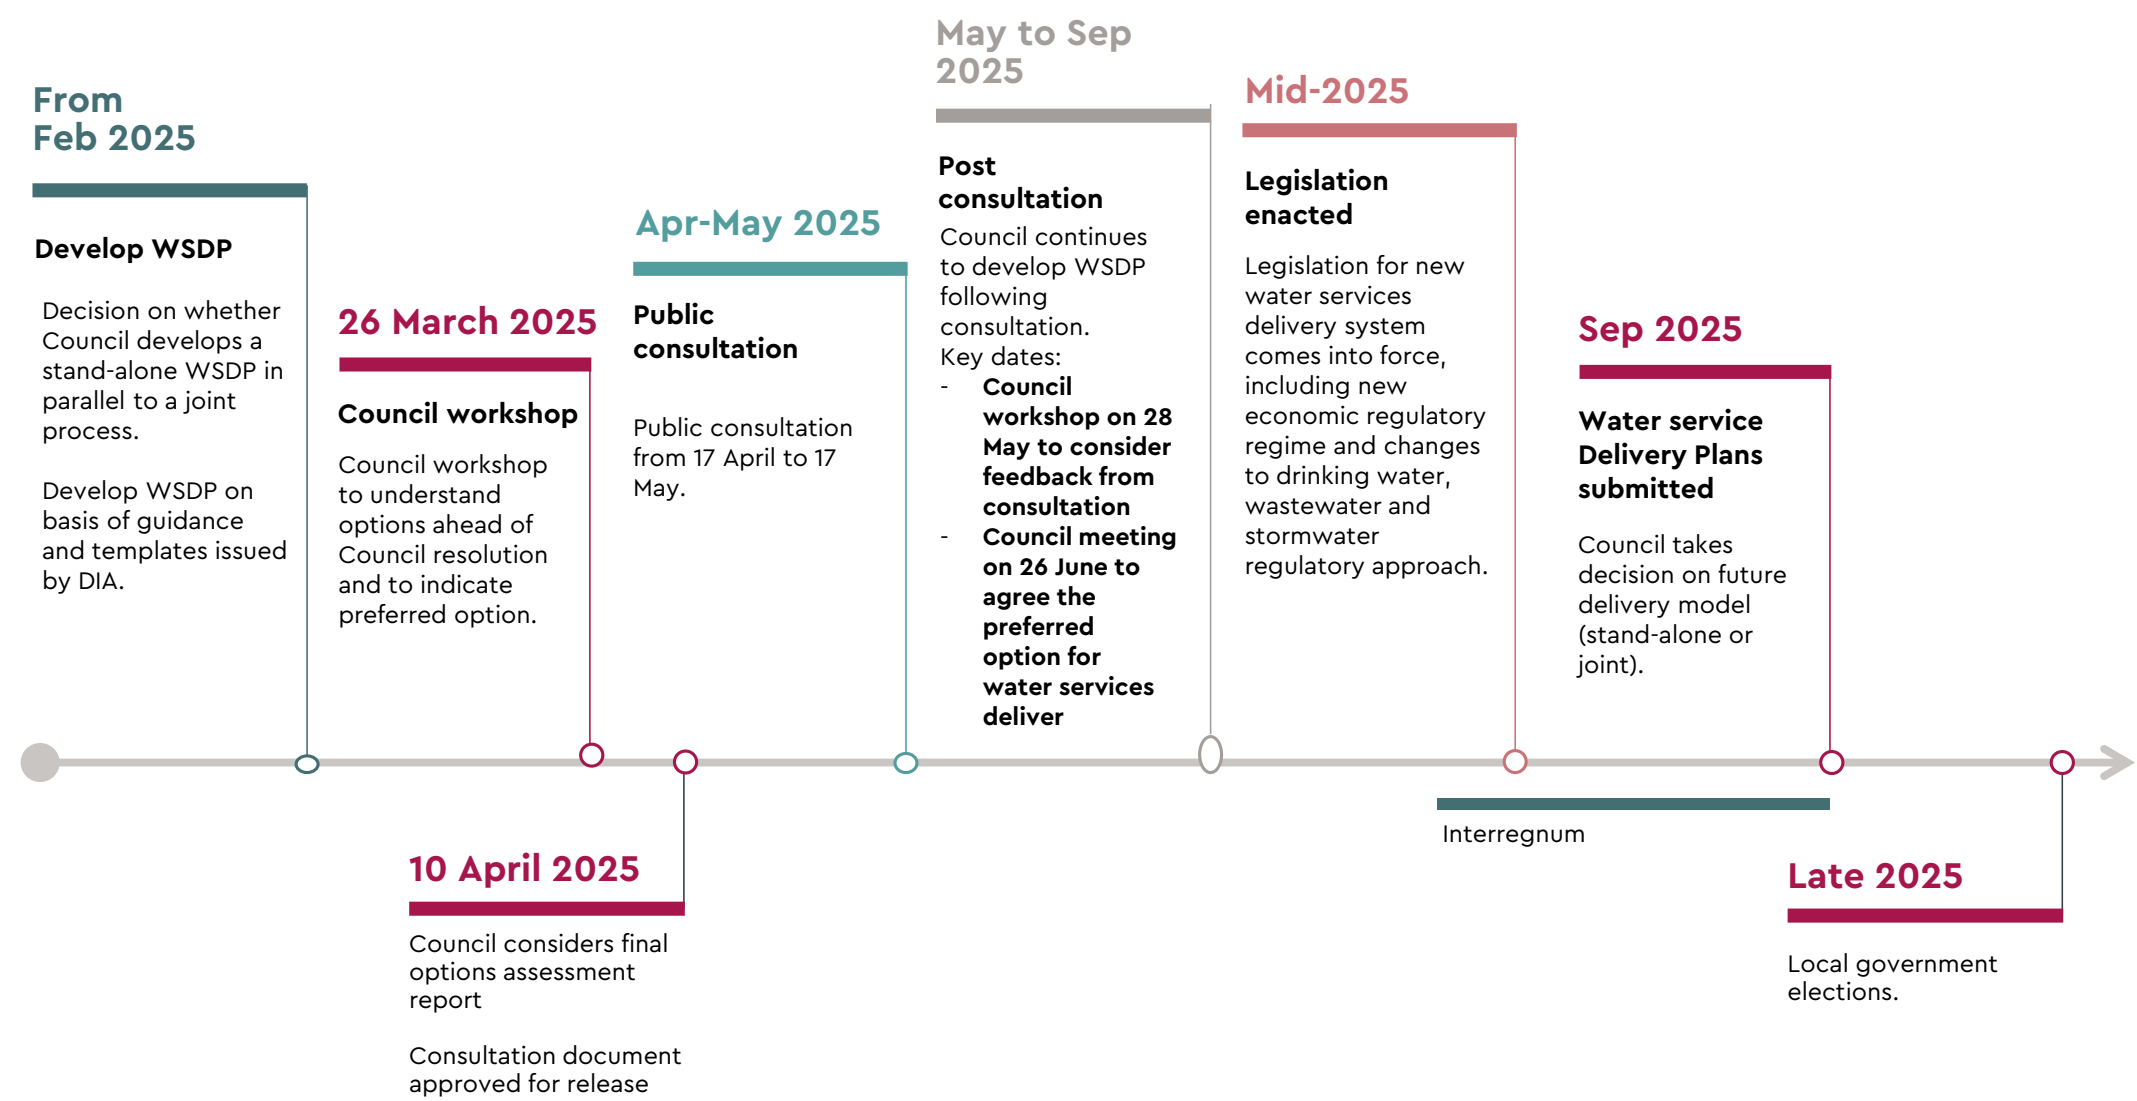 From
Feb 2025
Develop WSDP
Decision on whether
Council develops a
stand-alone WSDP in
parallel to a joint
process.
Develop WSDP on
basis of guidance
and templates issued
by DIA.
26 March 2025
Council workshop
Council workshop
to understand
options ahead of
Council resolution
and to indicate
preferred option.
10 April 2025
Council considers final
options assessment
report
Consultation document
approved for release
Apr-May 2025
Public
consultation
Public consultation
from 17 April to 17
May.
May to Sep
2025
Post
consultation
Council continues
to develop WSDP
following
consultation.
Key dates:
- Council
workshop on 28
May to consider
feedback from
consultation
- Council meeting
on 26 June to
agree the
preferred
option for
water services
deliver
Mid-2025
Legislation
enacted
Legislation for new
water services
delivery system
comes into force,
including new
economic regulatory
regime and changes
to drinking water,
wastewater and
stormwater
regulatory approach.
Sep 2025
Water service
Delivery Plans
submitted
Council takes
decision on future
delivery model
(stand-alone or
joint).
Interregnum
Late 2025
Local government
elections.